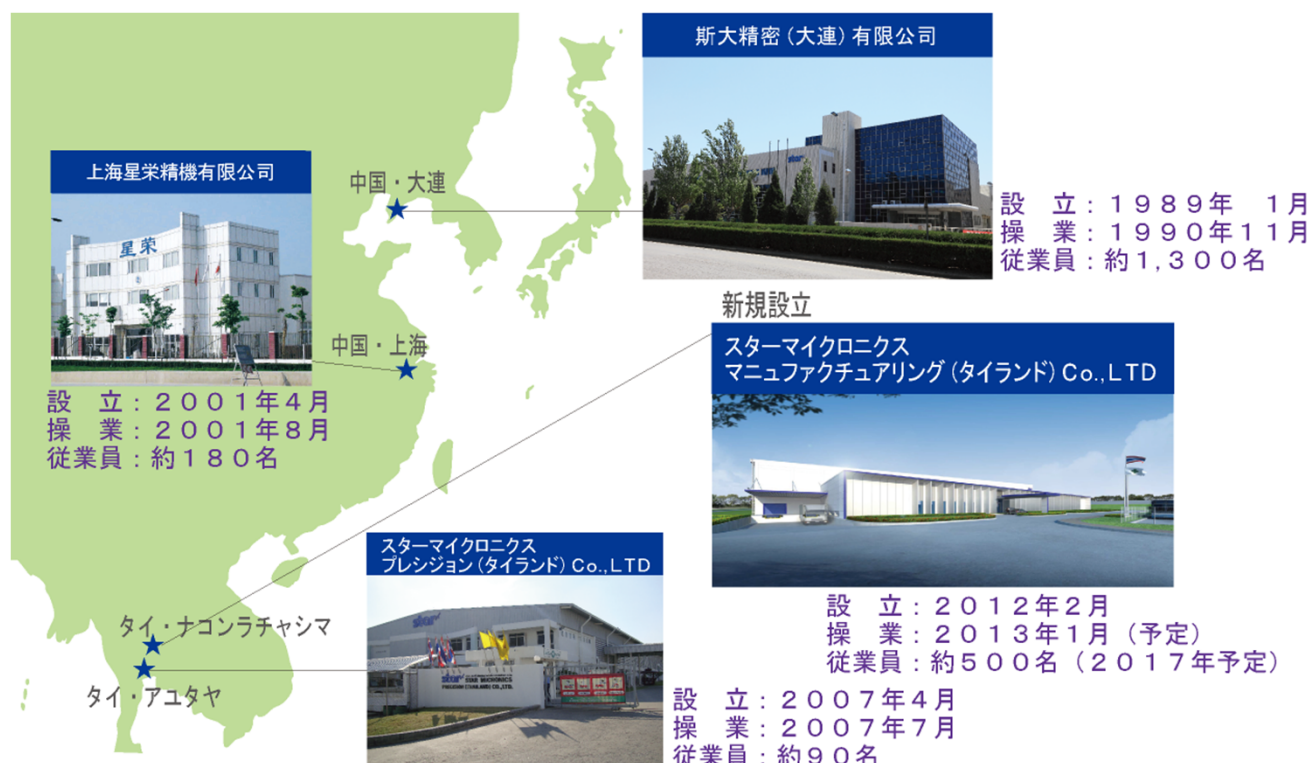 斯大精密（大連）有限公司
設　立：１９８９年　１月
操　業：１９９０年１１月
従業員：約１,３００名
中国・大連
上海星栄精機有限公司
星栄
設　立：２００１年４月
操　業：２００１年８月
従業員：約１８０名
中国・上海
新規設立
スターマイクロニクス
マニュファクチュアリング（タイランド）Ｃｏ.,ＬＴＤ
設　立：２０１２年２月
操　業：２０１３年１月（予定）
従業員：約５００名（２０１７年予定）
タイ・ナコンラチャシマ
タイ・アユタヤ
スターマイクロニクス
プレシジョン（タイランド）Ｃｏ.,ＬＴＤ
star
star
STAR MICRONICS
PRECISION (THAILAND) CO.,LTD.
設　立：２００７年４月
操　業：２００７年７月
従業員：約９０名
star